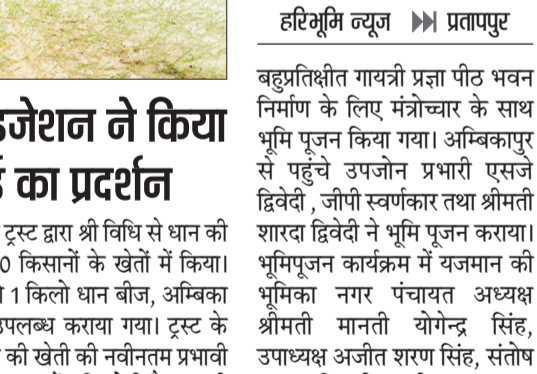 ने किया
का प्रदर्शन
ट्रस्ट द्वारा श्री विधि से धान की
0 किसानों के खेतों में किया।
1 किलो धान बीज, अम्बिका
उपलब्ध कराया गया। ट्रस्ट के
की खेती की नवीनतम प्रभावी
हरिभूमि न्यूज ▶▶ प्रतापपुर
बहुप्रतिक्षीत गायत्री प्रज्ञा पीठ भवन
निर्माण के लिए मंत्रोच्चार के साथ
भूमि पूजन किया गया। अम्बिकापुर
से पहुंचे उपजोन प्रभारी एसजे
द्विवेदी , जीपी स्वर्णकार तथा श्रीमती
शारदा द्विवेदी ने भूमि पूजन कराया।
भूमिपूजन कार्यक्रम में यजमान की
भूमिका नगर पंचायत अध्यक्ष
श्रीमती मानती योगेन्द्र सिंह,
उपाध्यक्ष अजीत शरण सिंह, संतोष